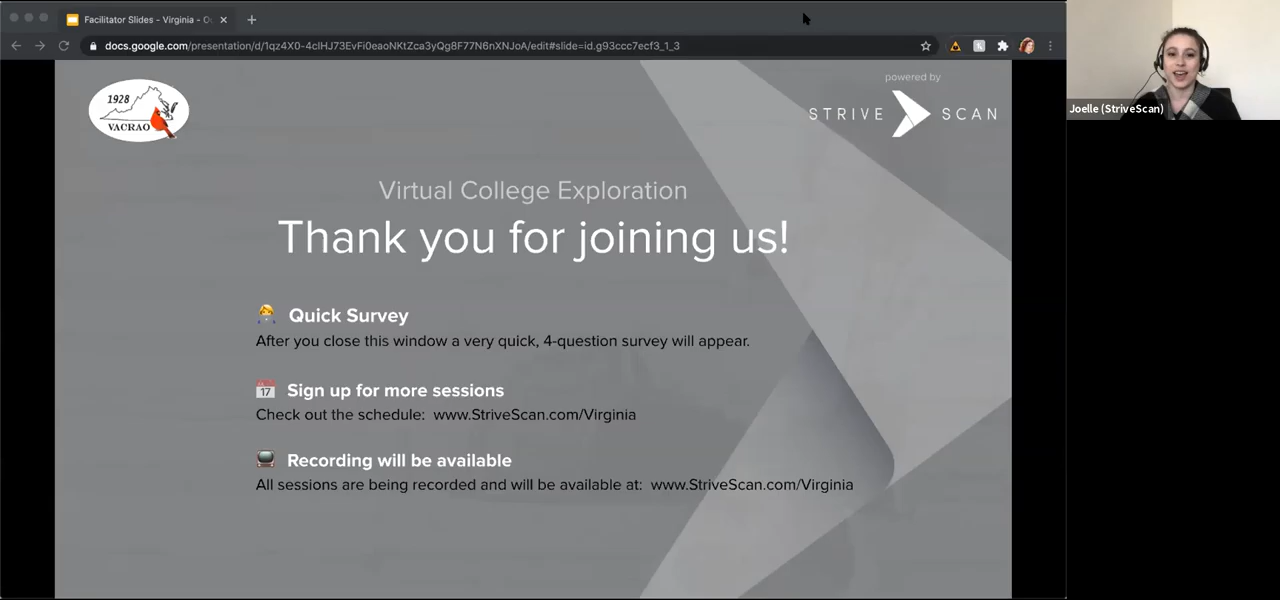 Facilitator Slides - Virginia - O
docs.google.com/presentation/d/1qz4X0-4clHJ73EvFi0eaoNKtZca3yQg8F77N6nXNJoA/edit#slide=id.g93ccc7ecf3_1_3
1928
VACRAO
powered by
STRIVE SCAN
Joelle (StriveScan)
Virtual College Exploration
Thank you for joining us!
Quick Survey
After you close this window a very quick, 4-question survey will appear.
17
Sign up for more sessions
Check out the schedule: www.StriveScan.com/Virginia
Recording will be available
All sessions are being recorded and will be available at: www.StriveScan.com/Virginia